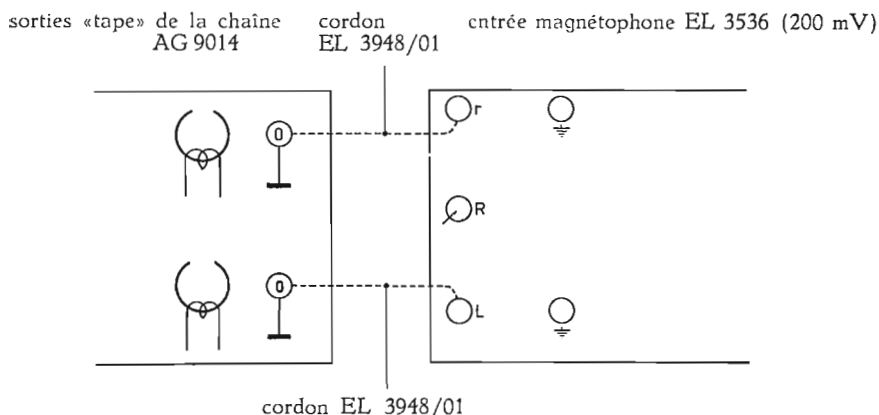 sorties «tape» de la chaîne
AG 9014
cordon
EL 3948/01
entrée magnétophone EL 3536 (200 mV)
0
r
R
0
L
cordon EL 3948/01